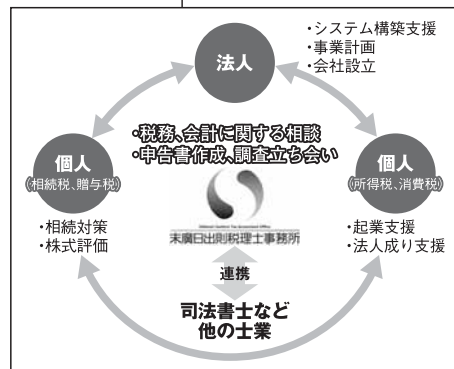 法人
・システム構築支援
・事業計画
・会社設立
・税務、会計に関する相談
・申告書作成、調査立ち会い
個人
(相続税、贈与税)
・相続対策
・株式評価
個人
(所得税、消費税)
・起業支援
・法人成り支援
末廣日出則税理士事務所
連携
司法書士など
他の士業